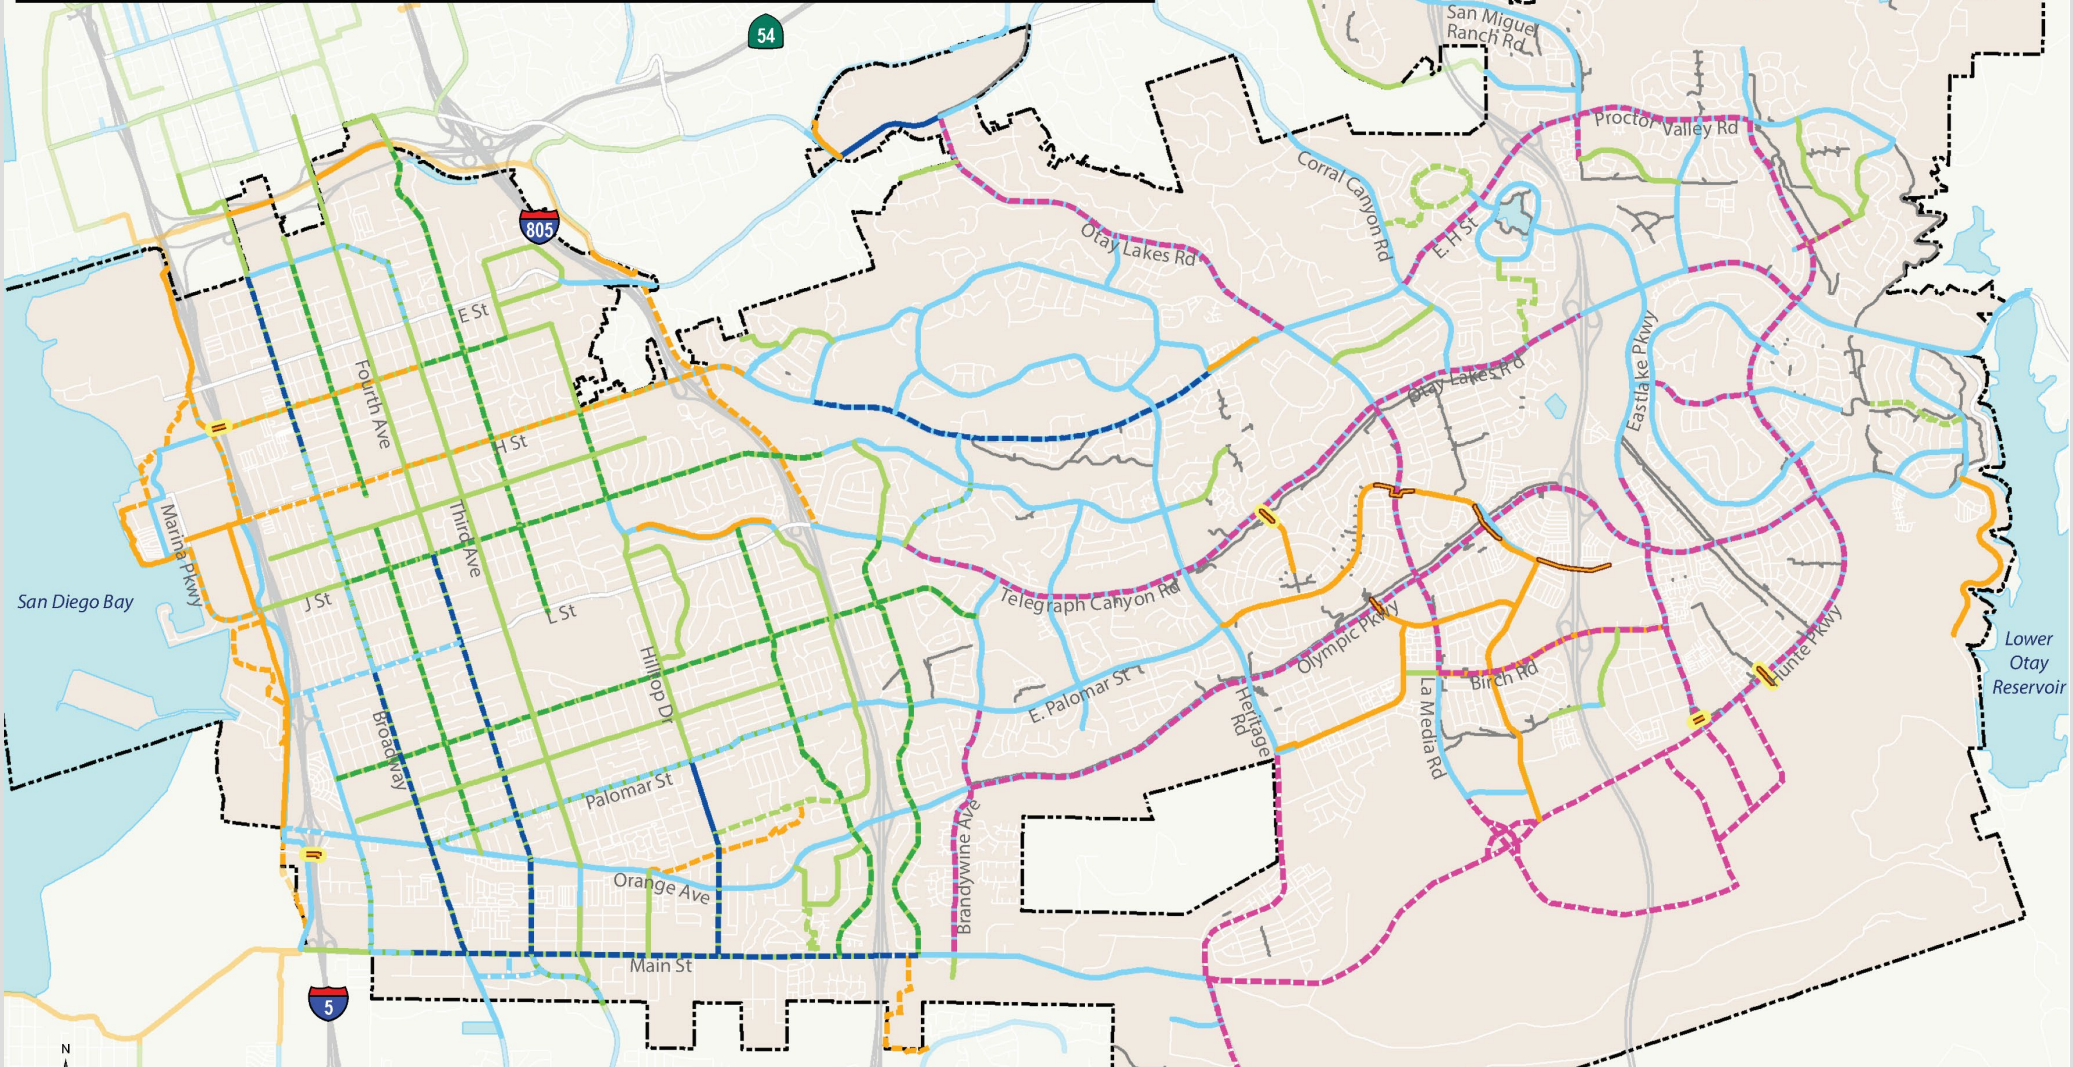 54
San Miguel
Ranch Rd
Proctor Valley Rd
Corral Canyon Rd
805
E. H St
Otay Lakes Rd
E St
Fourth Ave
Eastlake Pkwy
Otay Lakes Rd
H St
Marina Pkwy
Third Ave
San Diego Bay
J St
L St
Telegraph Canyon Rd
Olympic Pkwy
Hunte Pkwy
Lower
Otay
Reservoir
Hilltop Dr
E. Palomar St
Birch Rd
Heritage
Rd
La Media Rd
Broadway
Palomar St
Brandywine Ave
Orange Ave
Main St
5
N